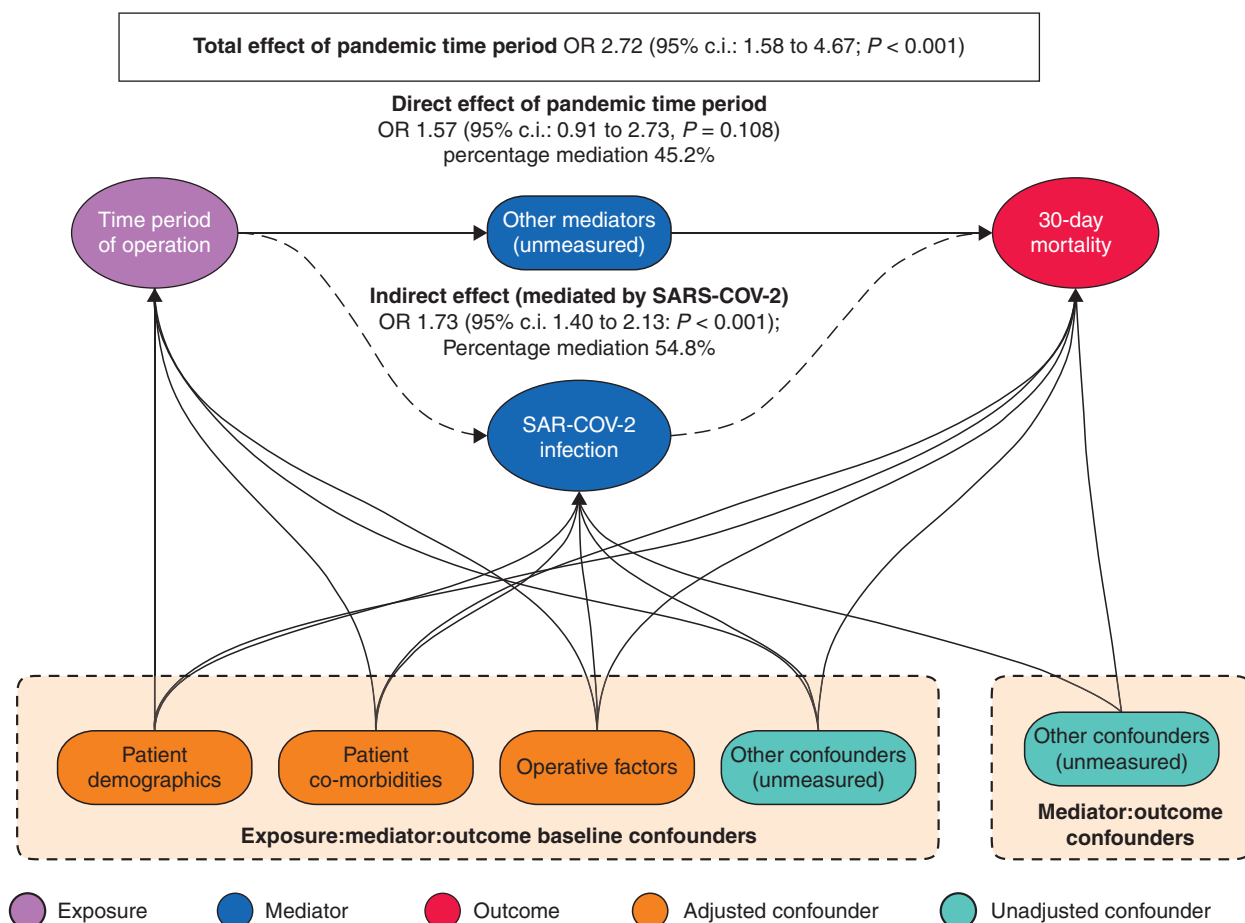 Total effect of pandemic time period OR 2.72 (95% c.i.: 1.58 to 4.67; P < 0.001)
Direct effect of pandemic time period
OR 1.57 (95% c.i.: 0.91 to 2.73, P = 0.108)
percentage mediation 45.2%
Time period
of operation
Other mediators
(unmeasured)
30-day
mortality
Indirect effect (mediated by SARS-COV-2)
OR 1.73 (95% c.i. 1.40 to 2.13: P < 0.001);
Percentage mediation 54.8%
SAR-COV-2
infection
Patient
demographics
Patient
co-morbidities
Operative factors
Other confounders
(unmeasured)
Exposure:mediator:outcome baseline confounders
Other confounders
(unmeasured)
Mediator:outcome
confounders
Exposure
Mediator
Outcome
Adjusted confounder
Unadjusted confounder